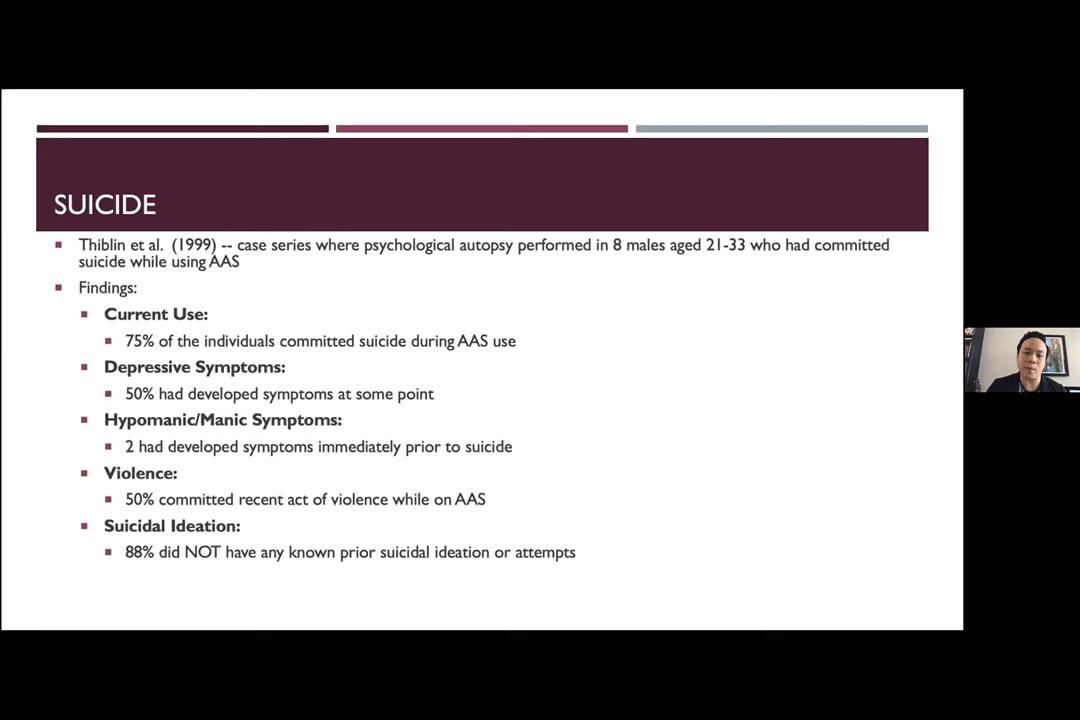 SUICIDE
Thiblin et al. (1999) -- case series where psychological autopsy performed in 8 males aged 21-33 who had committed
suicide while using AAS
Findings:
Current Use:
75% of the individuals committed suicide during AAS use
Depressive Symptoms:
50% had developed symptoms at some point
Hypomanic/Manic Symptoms:
2 had developed symptoms immediately prior to suicide
Violence:
50% committed recent act of violence while on AAS
Suicidal Ideation:
88% did NOT have any known prior suicidal ideation or attempts